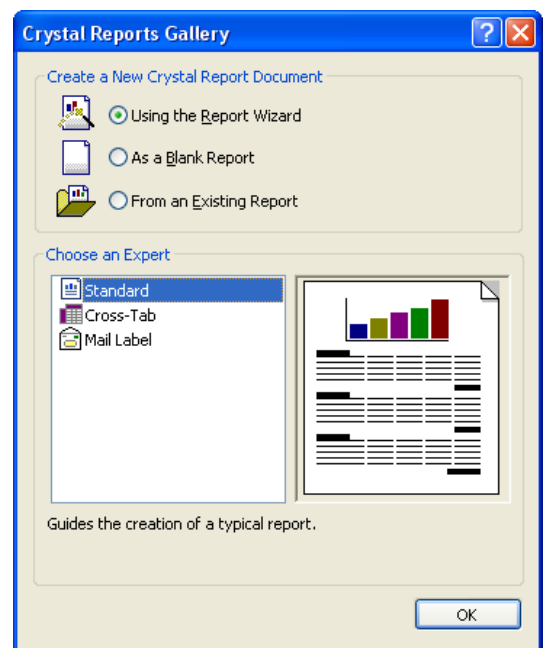 Crystal Reports Gallery
Create a New Crystal Report Document
Using the Report Wizard
As a Blank Report
From an Existing Report
Choose an Expert
Standard
Cross-Tab
Mail Label
Guides the creation of a typical report.
OK